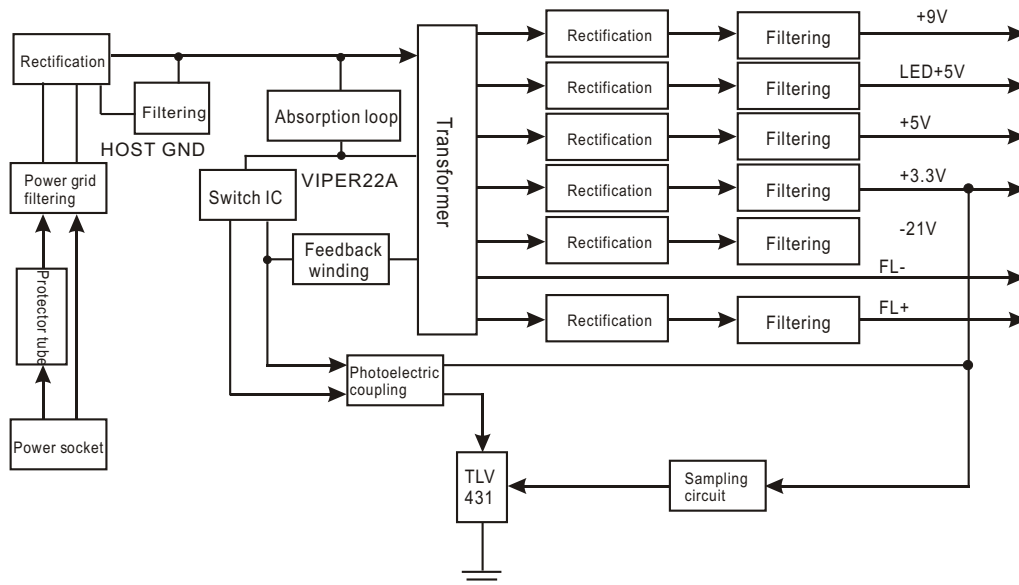 Rectification
Filtering
HOST GND
Absorption loop
VIPER22A
Power grid
filtering
Switch IC
Feedback
winding
Protector tube
Power socket
Photoelectric
coupling
TLV
431
Sampling
circuit
Transformer
Rectification
Filtering
+9V
Rectification
Filtering
LED+5V
Rectification
Filtering
+5V
Rectification
Filtering
+3.3V
Rectification
Filtering
-21V
FL-
Rectification
Filtering
FL+